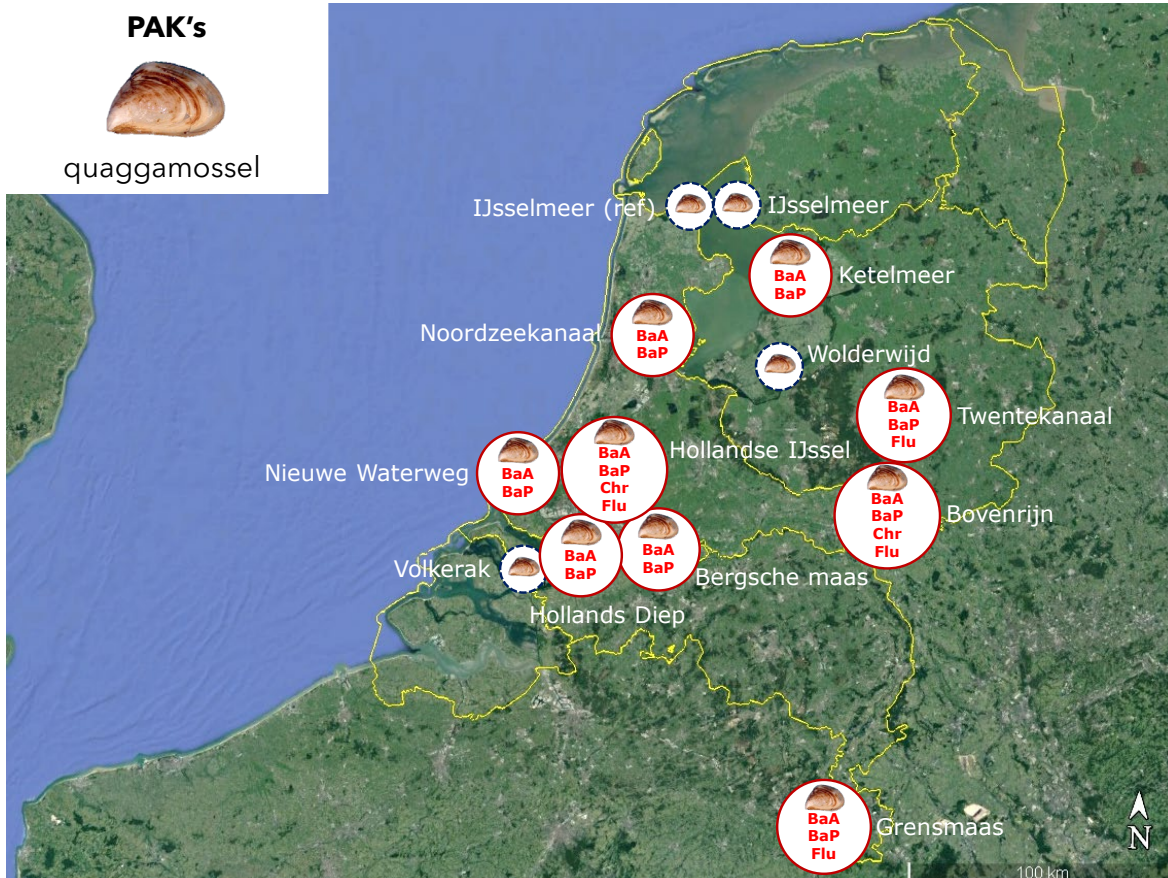 PAK's
quaggamossel
IJsselmeer (ref)
IJsselmeer
BaA
BaP
Ketelmeer
Noordzeekanaal
BaA
BaP
Wolderwijd
BaA
BaP
Flu
Twentekanaal
Nieuwe Waterweg
BaA
BaP
BaA
BaP
Chr
Flu
Hollandse IJssel
BaA
BaP
Chr
Flu
Bovenrijn
Volkerak
BaA
BaP
Hollands Diep
BaA
BaP
Bergsche maas
BaA
BaP
Flu
Grensmaas
N
100 km